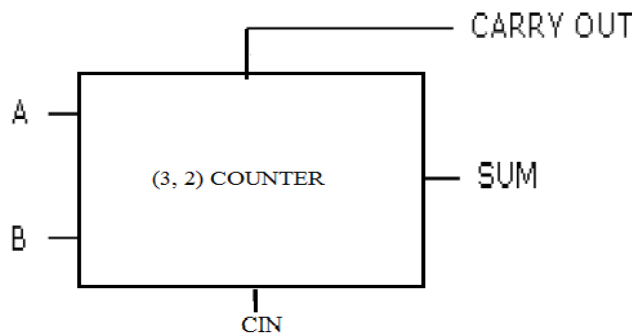 CARRY OUT
A
(3, 2) COUNTER
SUM
B
CIN